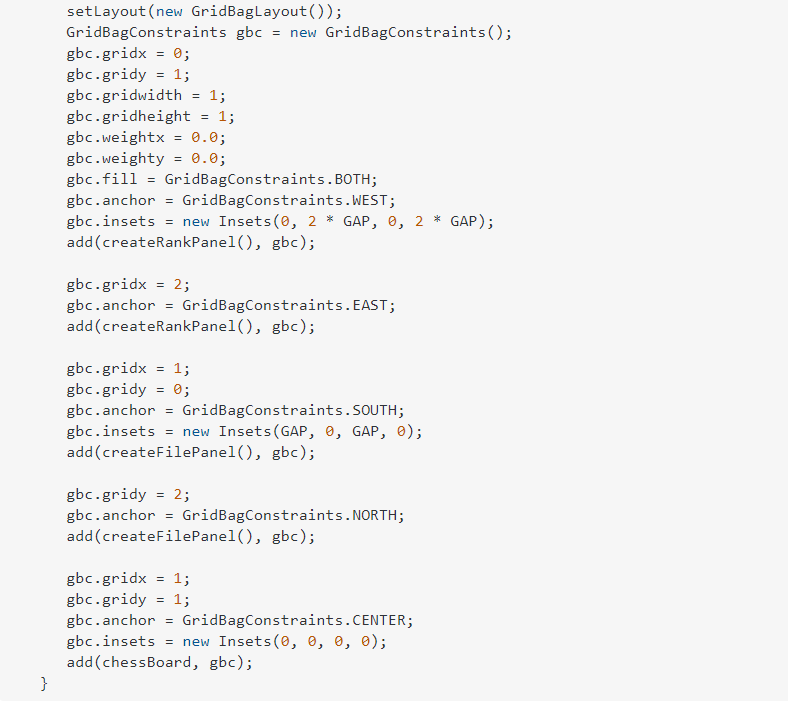 setLayout(new GridBagLayout());
GridBagConstraints gbc = new GridBagConstraints();
gbc.gridx = 0;
gbc.gridy = 1;
gbc.gridwidth = 1;
gbc.gridheight = 1;
gbc.weightx = 0.0;
gbc.weighty = 0.0;
gbc.fill = GridBagConstraints.BOTH;
gbc.anchor = GridBagConstraints.WEST;
gbc.insets = new Insets(0, 2 * GAP, 0, 2 * GAP);
add(createRankPanel(), gbc);

gbc.gridx = 2;
gbc.anchor = GridBagConstraints.EAST;
add(createRankPanel(), gbc);

gbc.gridx = 1;
gbc.gridy = 0;
gbc.anchor = GridBagConstraints.SOUTH;
gbc.insets = new Insets(GAP, 0, GAP, 0);
add(createFilePanel(), gbc);

gbc.gridy = 2;
gbc.anchor = GridBagConstraints.NORTH;
add(createFilePanel(), gbc);

gbc.gridx = 1;
gbc.gridy = 1;
gbc.anchor = GridBagConstraints.CENTER;
gbc.insets = new Insets(0, 0, 0, 0);
add(chessBoard, gbc);
}